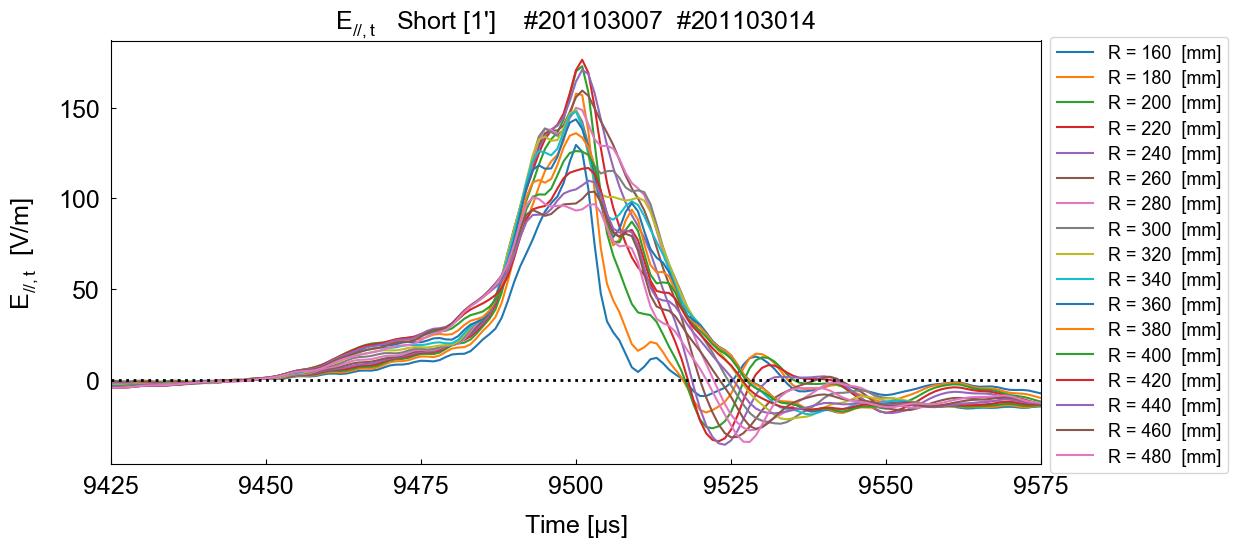 E//, t   Short [1']    #201103007  #201103014
E//, t  [V/m]
150
100
50
0
9425 9450 9475 9500 9525 9550 9575
Time [μs]
R = 160  [mm]
R = 180  [mm]
R = 200  [mm]
R = 220  [mm]
R = 240  [mm]
R = 260  [mm]
R = 280  [mm]
R = 300  [mm]
R = 320  [mm]
R = 340  [mm]
R = 360  [mm]
R = 380  [mm]
R = 400  [mm]
R = 420  [mm]
R = 440  [mm]
R = 460  [mm]
R = 480  [mm]